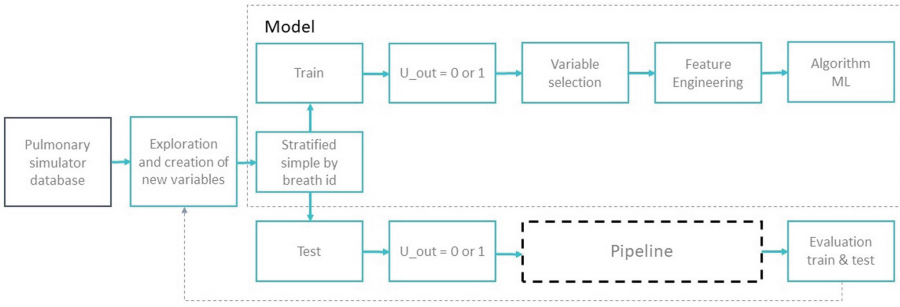 Model
Train
U_out = 0 or 1
Variable
selection
Feature
Engineering
Algorithm
ML
Pulmonary
simulator
database
Exploration
and creation of
new variables
Stratified
simple by
breath id
Test
U_out = 0 or 1
Pipeline
Evaluation
train & test